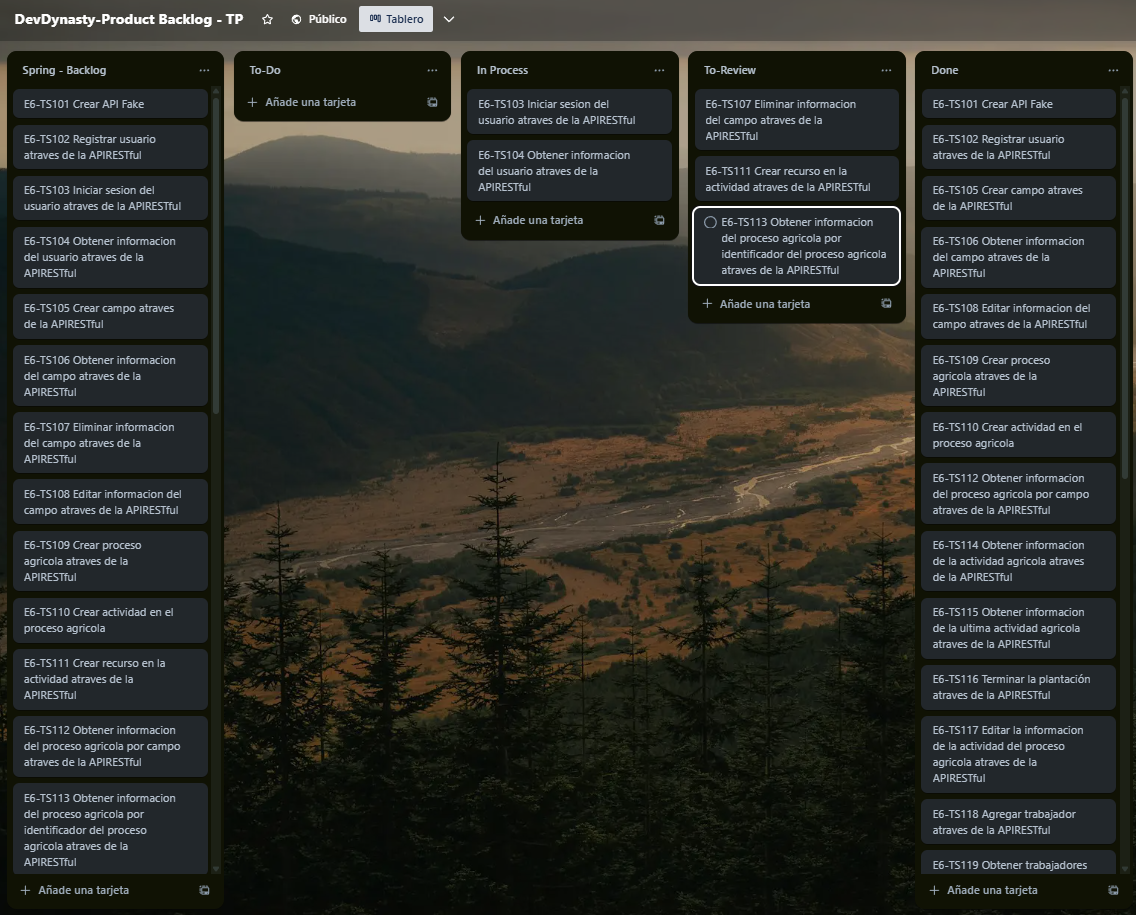 DevDynasty-Product Backlog - TP
Público
Tablero
Spring - Backlog
E6-TS101 Crear API Fake
E6-TS102 Registrar usuario
atraves de la APIRESTful
E6-TS103 Iniciar sesion del
usuario atraves de la APIRESTful
E6-TS104 Obtener informacion
del usuario atraves de la
APIRESTful
E6-TS105 Crear campo atraves
de la APIRESTful
E6-TS106 Obtener informacion
del campo atraves de la
APIRESTful
E6-TS107 Eliminar informacion
del campo atraves de la
APIRESTful
E6-TS108 Editar informacion del
campo atraves de la APIRESTful
E6-TS109 Crear proceso
agricola atraves de la
APIRESTful
E6-TS110 Crear actividad en el
proceso agricola
E6-TS111 Crear recurso en la
actividad atraves de la
APIRESTful
E6-TS112 Obtener informacion
del proceso agricola por campo
atraves de la APIRESTful
E6-TS113 Obtener informacion
del proceso agricola por
identificador del proceso
agricola atraves de la
APIRESTful
Añade una tarjeta
To-Do
Añade una tarjeta
In Process
E6-TS103 Iniciar sesion del
usuario atraves de la APIRESTful
E6-TS104 Obtener informacion
del usuario atraves de la
APIRESTful
Añade una tarjeta
To-Review
E6-TS107 Eliminar informacion
del campo atraves de la
APIRESTful
E6-TS111 Crear recurso en la
actividad atraves de la APIRESTful
E6-TS113 Obtener informacion
del proceso agricola por
identificador del proceso agricola
atraves de la APIRESTful
Añade una tarjeta
Done
E6-TS101 Crear API Fake
E6-TS102 Registrar usuario
atraves de la APIRESTful
E6-TS105 Crear campo atraves
de la APIRESTful
E6-TS106 Obtener informacion
del campo atraves de la
APIRESTful
E6-TS108 Editar informacion del
campo atraves de la APIRESTful
E6-TS109 Crear proceso
agricola atraves de la
APIRESTful
E6-TS110 Crear actividad en el
proceso agricola
E6-TS112 Obtener informacion
del proceso agricola por campo
atraves de la APIRESTful
E6-TS114 Obtener informacion
de la actividad agricola atraves
de la APIRESTful
E6-TS115 Obtener informacion
de la ultima actividad agricola
atraves de la APIRESTful
E6-TS116 Terminar la plantación
atraves de la APIRESTful
E6-TS117 Editar la informacion
de la actividad del proceso
agricola atraves de la
APIRESTful
E6-TS118 Agregar trabajador
atraves de la APIRESTful
E6-TS119 Obtener trabajadores
Añade una tarjeta